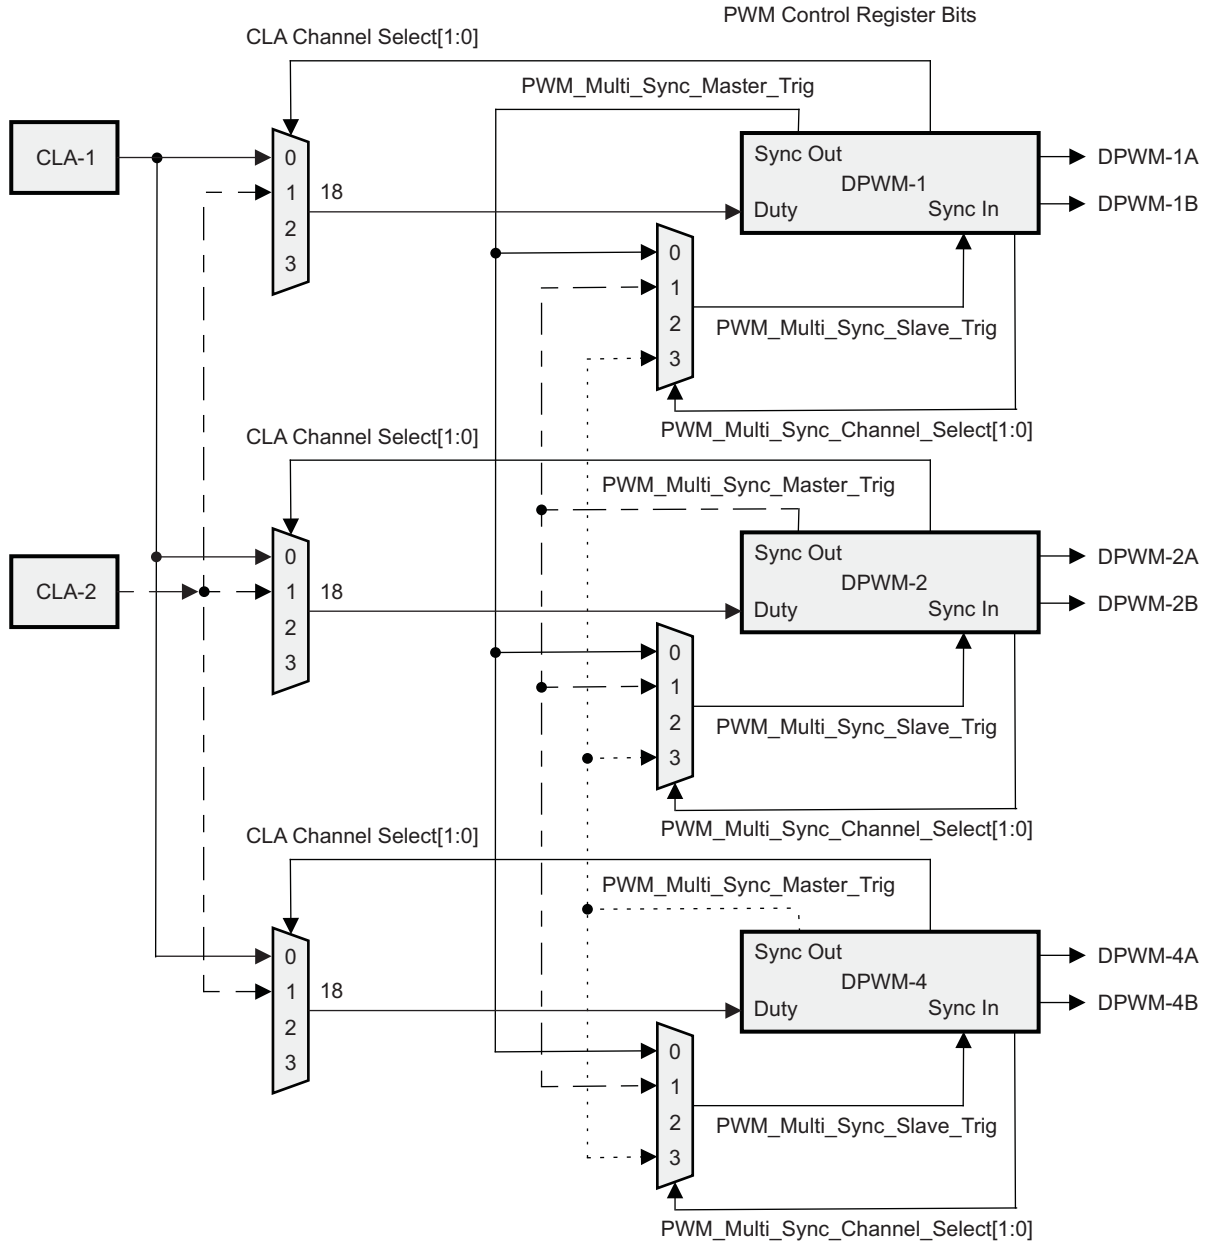 PWM Control Register Bits
CLA Channel Select[1:0]
PWM_Multi_Sync_Master_Trig
CLA-1
0
1
2
3
18
Sync Out
DPWM-1
Duty
Sync In
DPWM-1A
DPWM-1B
0
1
2
3
PWM_Multi_Sync_Slave_Trig
PWM_Multi_Sync_Channel_Select[1:0]
CLA Channel Select[1:0]
PWM_Multi_Sync_Master_Trig
CLA-2
0
1
2
3
18
Sync Out
DPWM-2
Duty
Sync In
DPWM-2A
DPWM-2B
0
1
2
3
PWM_Multi_Sync_Slave_Trig
PWM_Multi_Sync_Channel_Select[1:0]
CLA Channel Select[1:0]
PWM_Multi_Sync_Master_Trig
0
1
2
3
18
Sync Out
DPWM-4
Duty
Sync In
DPWM-4A
DPWM-4B
0
1
2
3
PWM_Multi_Sync_Slave_Trig
PWM_Multi_Sync_Channel_Select[1:0]